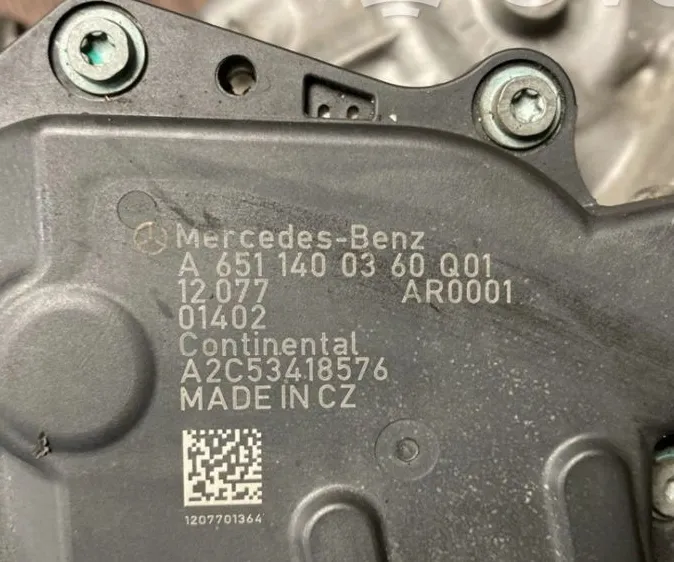 Mercedes-Benz
A 651 140 03 60 Q01
12.077 AR0001
01402
Continental
A2C53418576
MADE IN CZ
1207701364